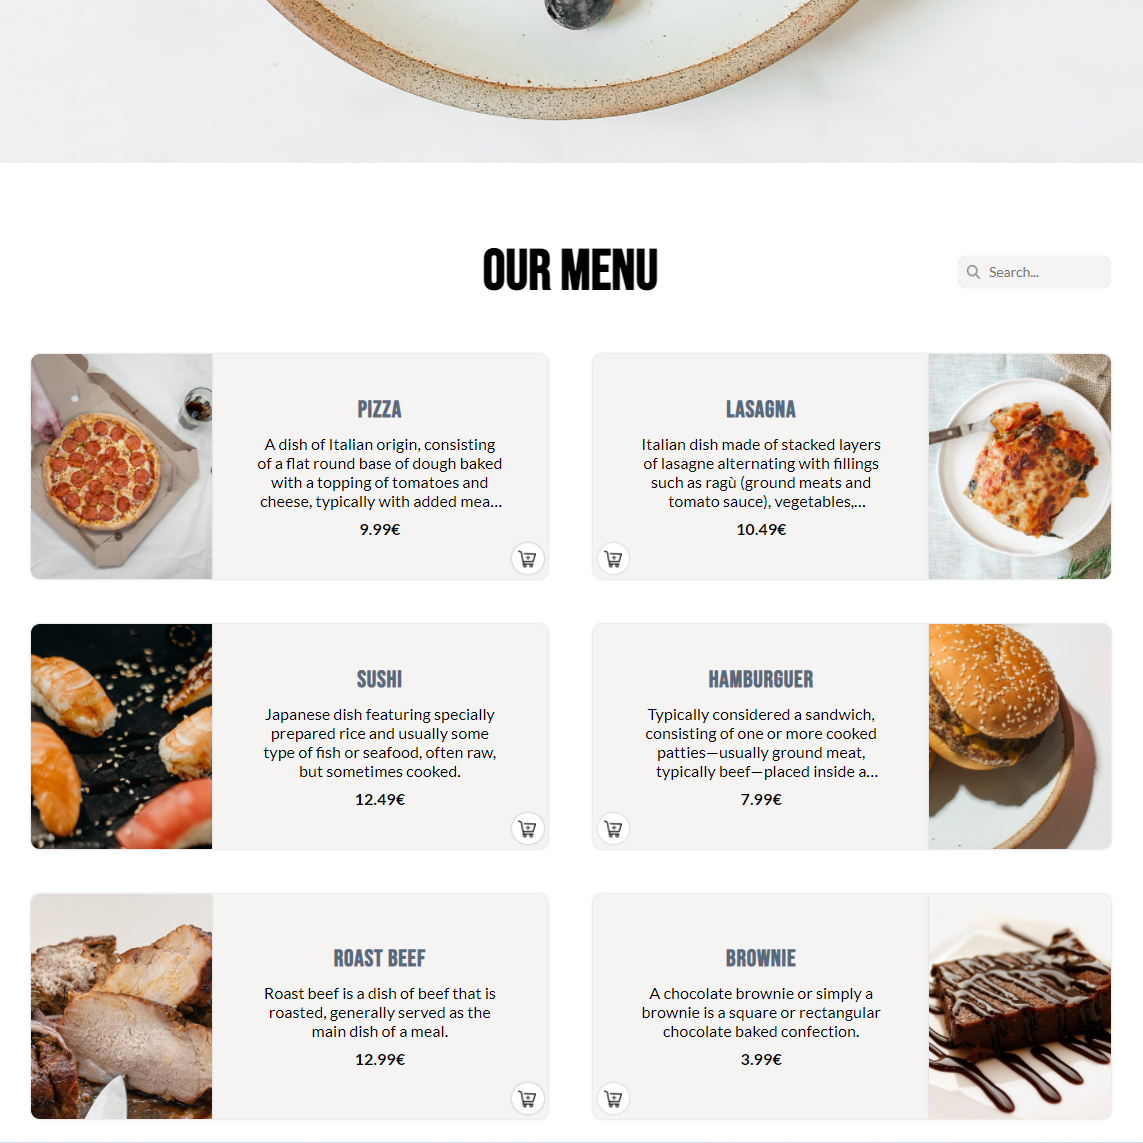 OUR MENU
Search...
PIZZA
A dish of Italian origin, consisting
of a flat round base of dough baked
with a topping of tomatoes and
cheese, typically with added mea...
9.99€
LASAGNA
Italian dish made of stacked layers
of lasagne alternating with fillings
such as ragù (ground meats and
tomato sauce), vegetables,...
10.49€
SUSHI
Japanese dish featuring specially
prepared rice and usually some
type of fish or seafood, often raw,
but sometimes cooked.
12.49€
HAMBURGUER
Typically considered a sandwich,
consisting of one or more cooked
patties—usually ground meat,
typically beef—placed inside a...
7.99€
ROAST BEEF
Roast beef is a dish of beef that is
roasted, generally served as the
main dish of a meal.
12.99€
BROWNIE
A chocolate brownie or simply a
brownie is a square or rectangular
chocolate baked confection.
3.99€